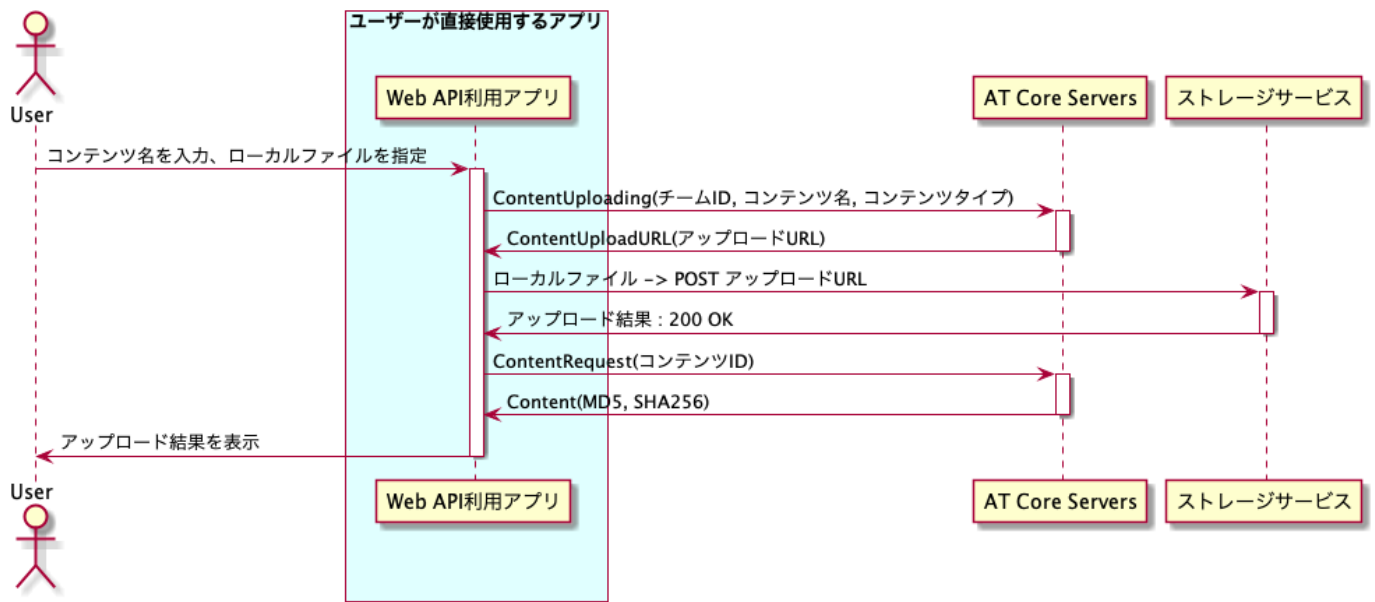 ユーザーが直接使用するアプリ
User
Web API利用アプリ
AT Core Servers
ストレージサービス
コンテンツ名を入力、ローカルファイルを指定
ContentUploading(チームID, コンテンツ名, コンテンツタイプ)
ContentUploadURL(アップロードURL)
ローカルファイル -> POST アップロードURL
アップロード結果 : 200 OK
ContentRequest(コンテンツID)
Content(MD5, SHA256)
アップロード結果を表示
User
Web API利用アプリ
AT Core Servers
ストレージサービス